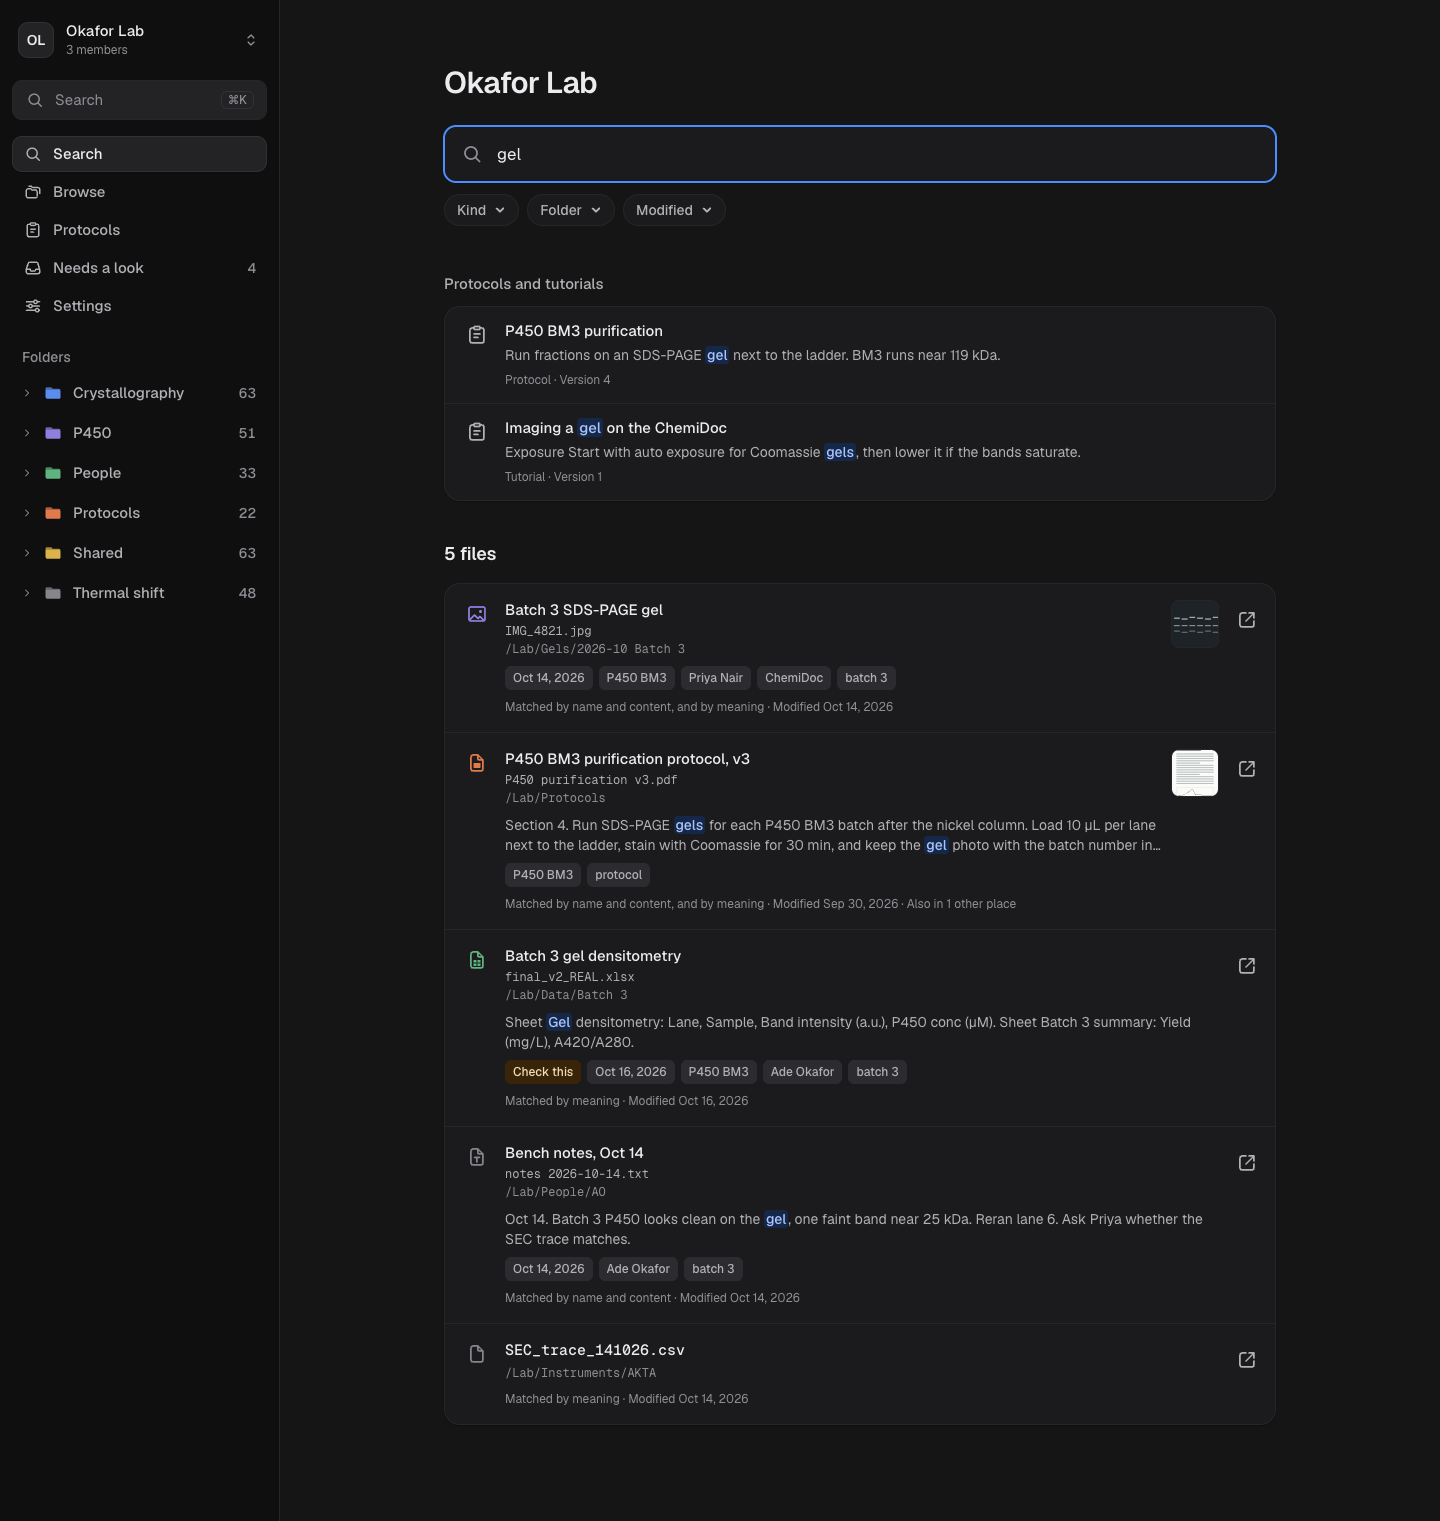 OL
Okafor Lab
3 members
Search
⌘K
Search
Browse
Protocols
Needs a look 4
Settings
Folders
Crystallography 63
P450 51
People 33
Protocols 22
Shared 63
Thermal shift 48
Okafor Lab
gel
Kind Folder Modified
Protocols and tutorials
P450 BM3 purification
Run fractions on an SDS-PAGE gel next to the ladder. BM3 runs near 119 kDa.
Protocol · Version 4
Imaging a gel on the ChemiDoc
Exposure Start with auto exposure for Coomassie gels, then lower it if the bands saturate.
Tutorial · Version 1
5 files
Batch 3 SDS-PAGE gel
IMG_4821.jpg
/Lab/Gels/2026-10 Batch 3
Oct 14, 2026 P450 BM3 Priya Nair ChemiDoc batch 3
Matched by name and content, and by meaning · Modified Oct 14, 2026
P450 BM3 purification protocol, v3
P450 purification v3.pdf
/Lab/Protocols
Section 4. Run SDS-PAGE gels for each P450 BM3 batch after the nickel column. Load 10 µL per lane
next to the ladder, stain with Coomassie for 30 min, and keep the gel photo with the batch number in…
P450 BM3 protocol
Matched by name and content, and by meaning · Modified Sep 30, 2026 · Also in 1 other place
Batch 3 gel densitometry
final_v2_REAL.xlsx
/Lab/Data/Batch 3
Sheet Gel densitometry: Lane, Sample, Band intensity (a.u.), P450 conc (µM). Sheet Batch 3 summary: Yield
(mg/L), A420/A280.
Check this Oct 16, 2026 P450 BM3 Ade Okafor batch 3
Matched by meaning · Modified Oct 16, 2026
Bench notes, Oct 14
notes 2026-10-14.txt
/Lab/People/AO
Oct 14. Batch 3 P450 looks clean on the gel, one faint band near 25 kDa. Reran lane 6. Ask Priya whether the
SEC trace matches.
Oct 14, 2026 Ade Okafor batch 3
Matched by name and content · Modified Oct 14, 2026
SEC_trace_141026.csv
/Lab/Instruments/AKTA
Matched by meaning · Modified Oct 14, 2026